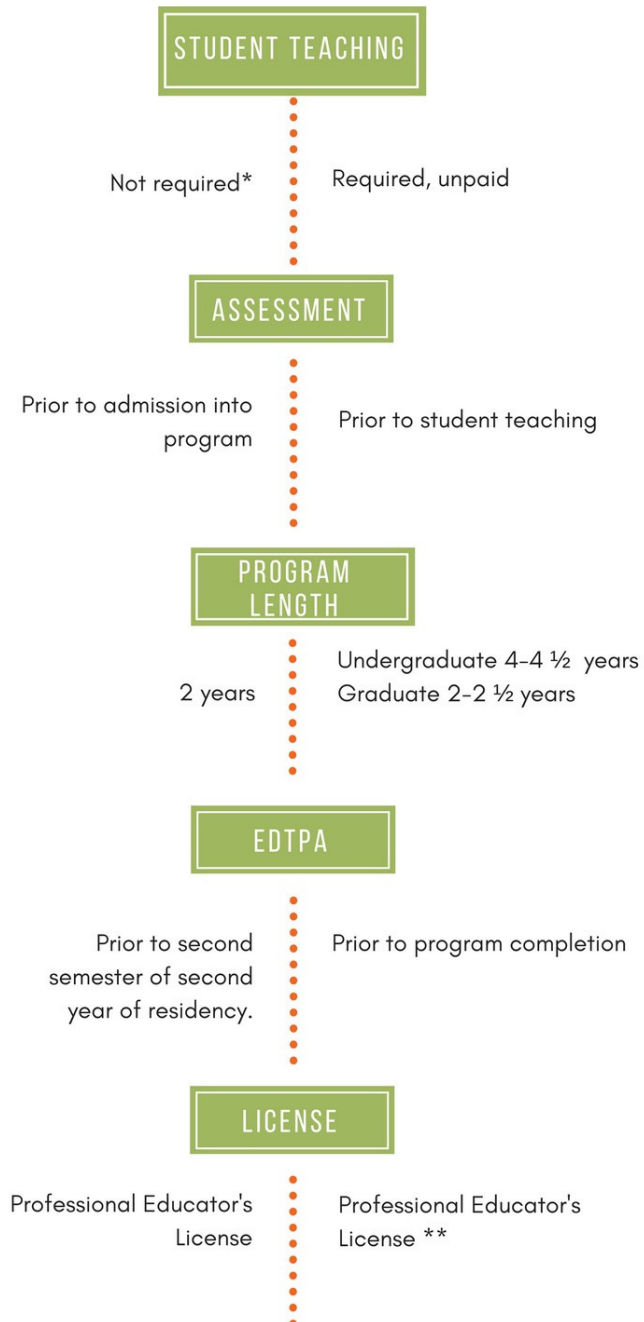 STUDENT TEACHING
Not required*
Required, unpaid
ASSESSMENT
Prior to admission into
program
Prior to student teaching
PROGRAM
LENGTH
2 years
Undergraduate 4-4 ½ years
Graduate 2-2 ½ years
EDTPA
Prior to second
semester of second
year of residency.
Prior to program completion
LICENSE
Professional Educator's
License
Professional Educator's
License **